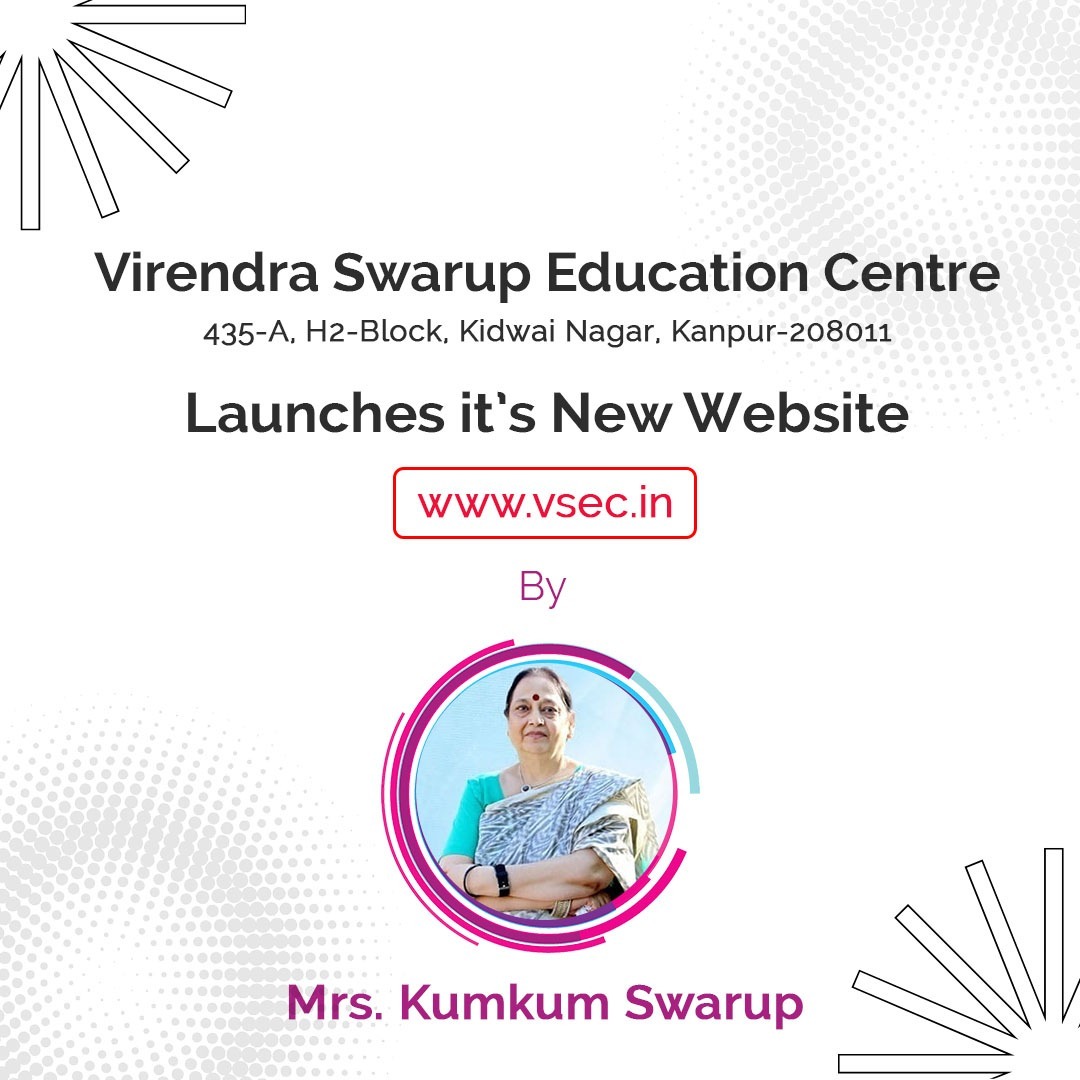 Virendra Swarup Education Centre
435-A, H2-Block, Kidwai Nagar, Kanpur-208011
Launches it’s New Website
www.vsec.in
By
Mrs. Kumkum Swarup